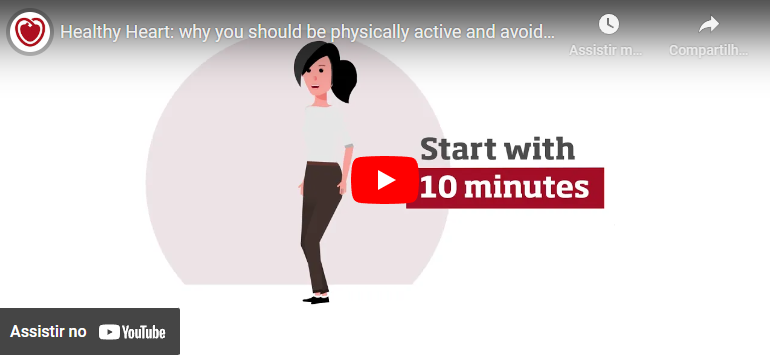 Healthy Heart: why you should be physically active and avoid…
Assistir m…
Compartilh…
Start with
10 minutes
Assistir no YouTube